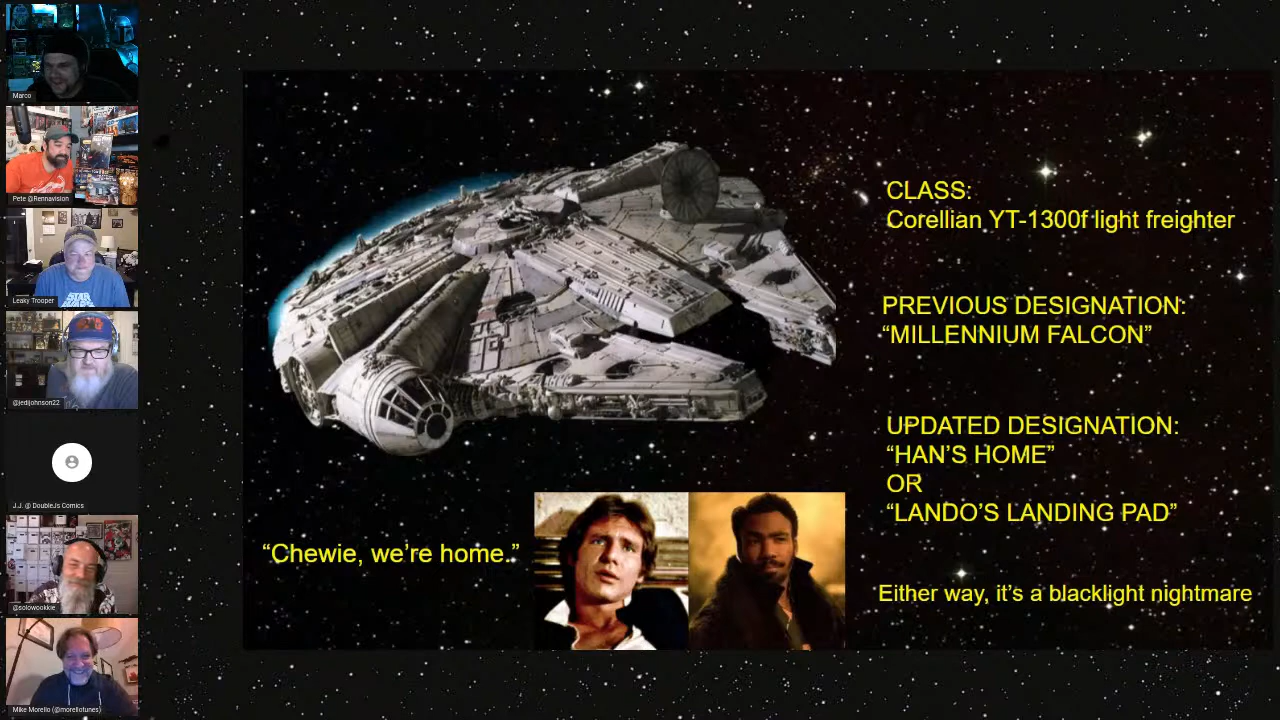 Marco
Pete @Rennavision
Leaky Trooper
STAR
WARS
@jedijohnson22
J.J. @ DoubleJs Comics
@solowookkie
Mike Morello (@morellotunes)
CLASS:
Corellian YT-1300f light freighter
PREVIOUS DESIGNATION:
“MILLENNIUM FALCON”
UPDATED DESIGNATION:
“HAN’S HOME”
OR
“LANDO’S LANDING PAD”
“Chewie, we’re home.”
Either way, it’s a blacklight nightmare